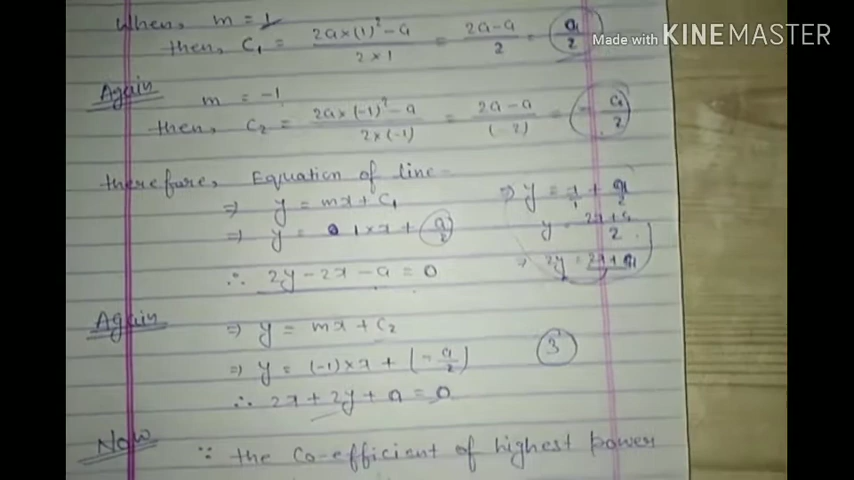 When, m = 1
then, C₁ = (2a×(1)² - a)/(2×1) = (2a-a)/2 = a/2
Made with KINEMASTER
Again
m = -1
then, C₂ = (2a×(-1)² - a)/(2×(-1)) = (2a-a)/(-2) = - a/2
therefore, Equation of line -
⇒ y = mx + C₁
⇒ y = x/1 + a/2
⇒ y = 1×x + a/2
y = (2x+a)/2
∴ 2y - 2x - a = 0
⇒ 2y = 2x + a
Again
⇒ y = mx + C₂
⇒ y = (-1)×x + (-a/2)
3
∴ 2x + 2y + a = 0
Now
∵ the Co-efficient of highest power